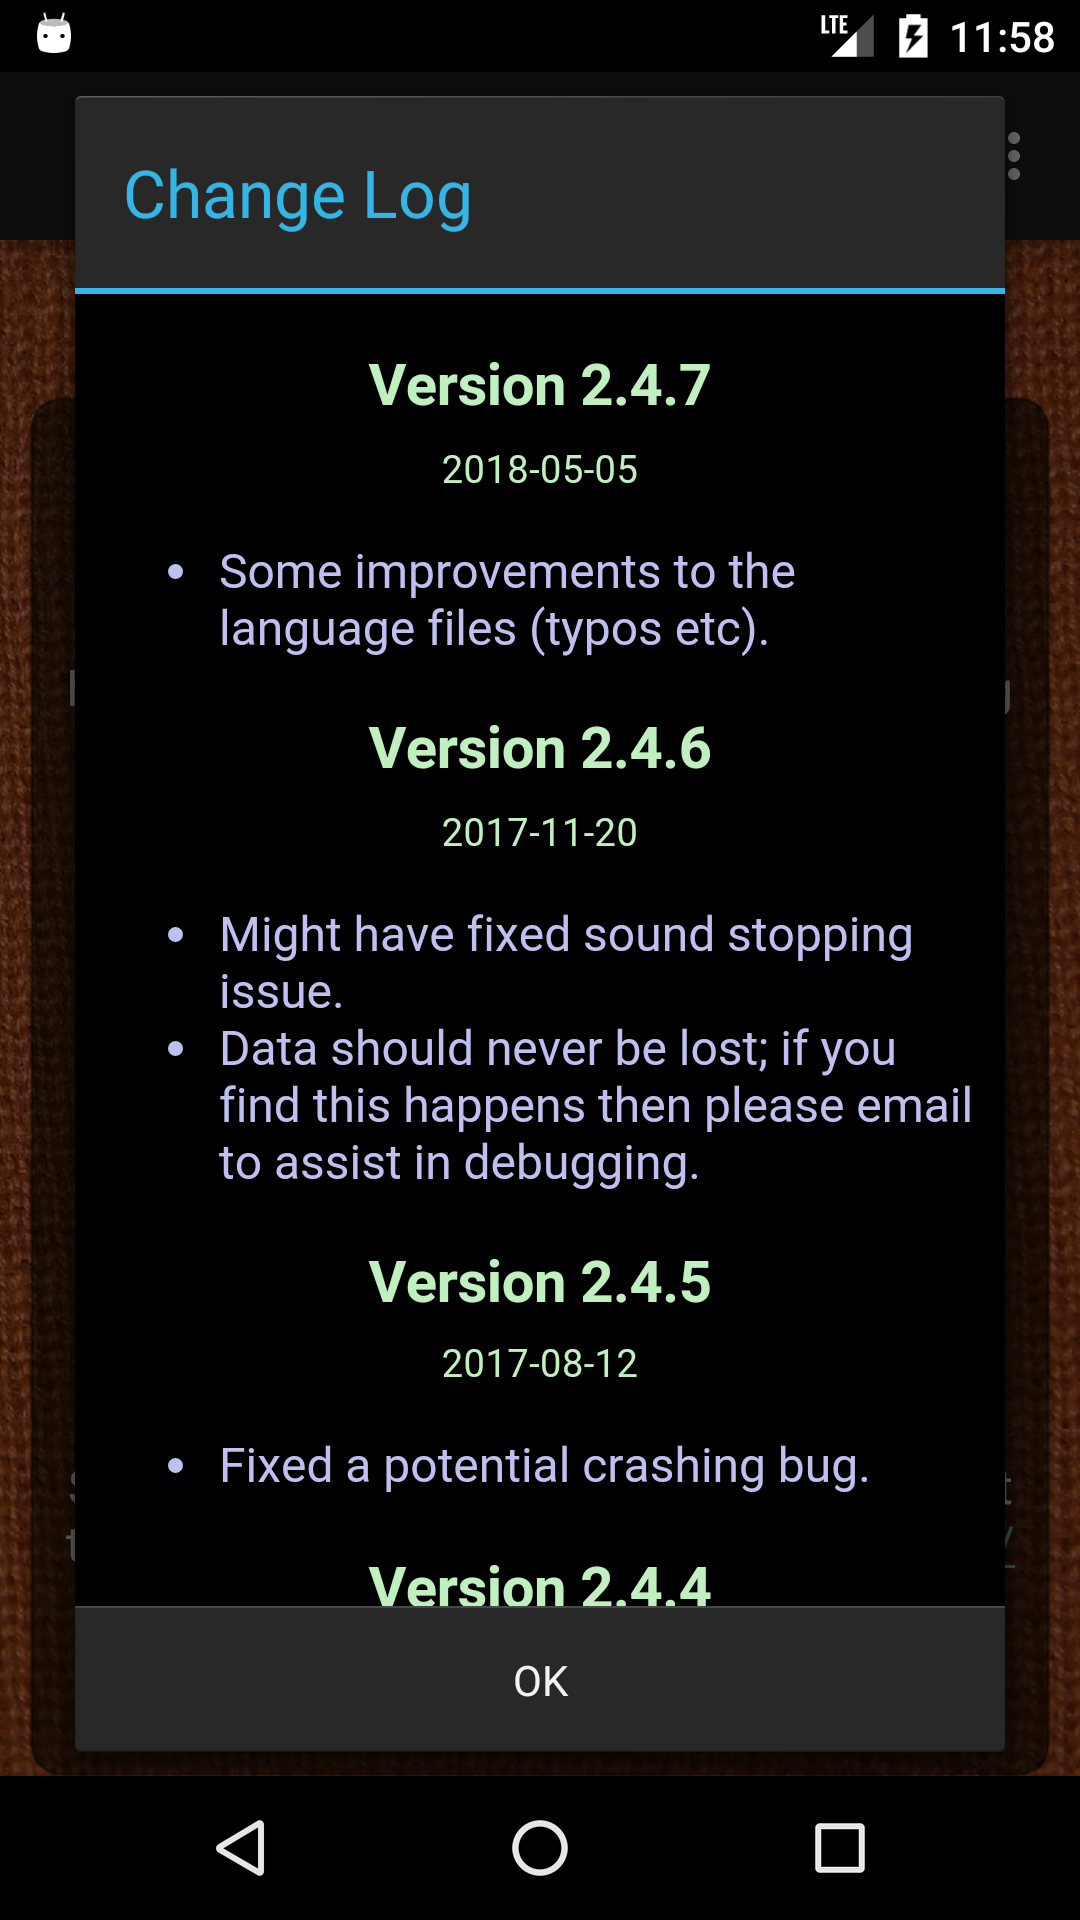 LTE 11:58
Change Log
Version 2.4.7
2018-05-05
• Some improvements to the
language files (typos etc).
Version 2.4.6
2017-11-20
• Might have fixed sound stopping
issue.
• Data should never be lost; if you
find this happens then please email
to assist in debugging.
Version 2.4.5
2017-08-12
• Fixed a potential crashing bug.
Version 2.4.4
OK